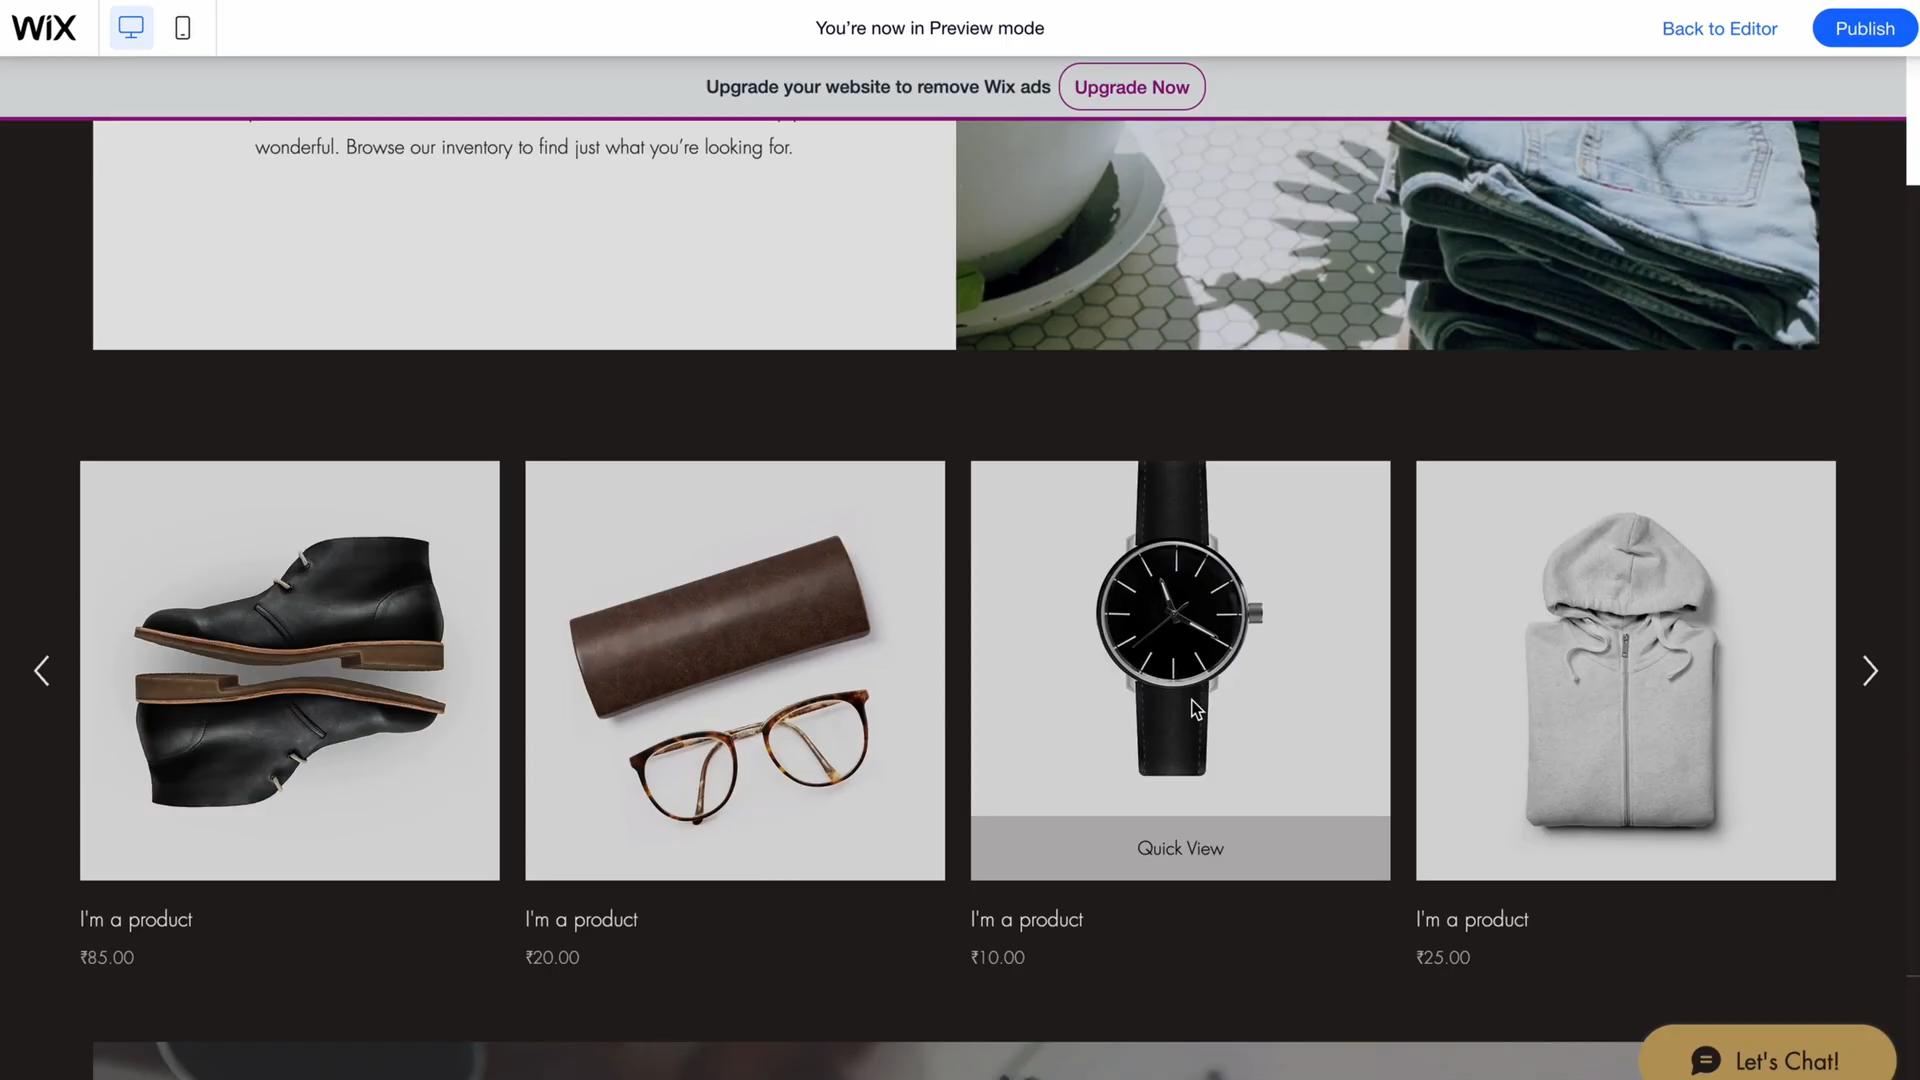 WiX
You're now in Preview mode
Back to Editor
Publish
Upgrade your website to remove Wix ads
Upgrade Now
wonderful. Browse our inventory to find just what you're looking for.
Quick View
I'm a product
I'm a product
I'm a product
I'm a product
₹85.00
₹20.00
₹10.00
₹25.00
Let's Chat!